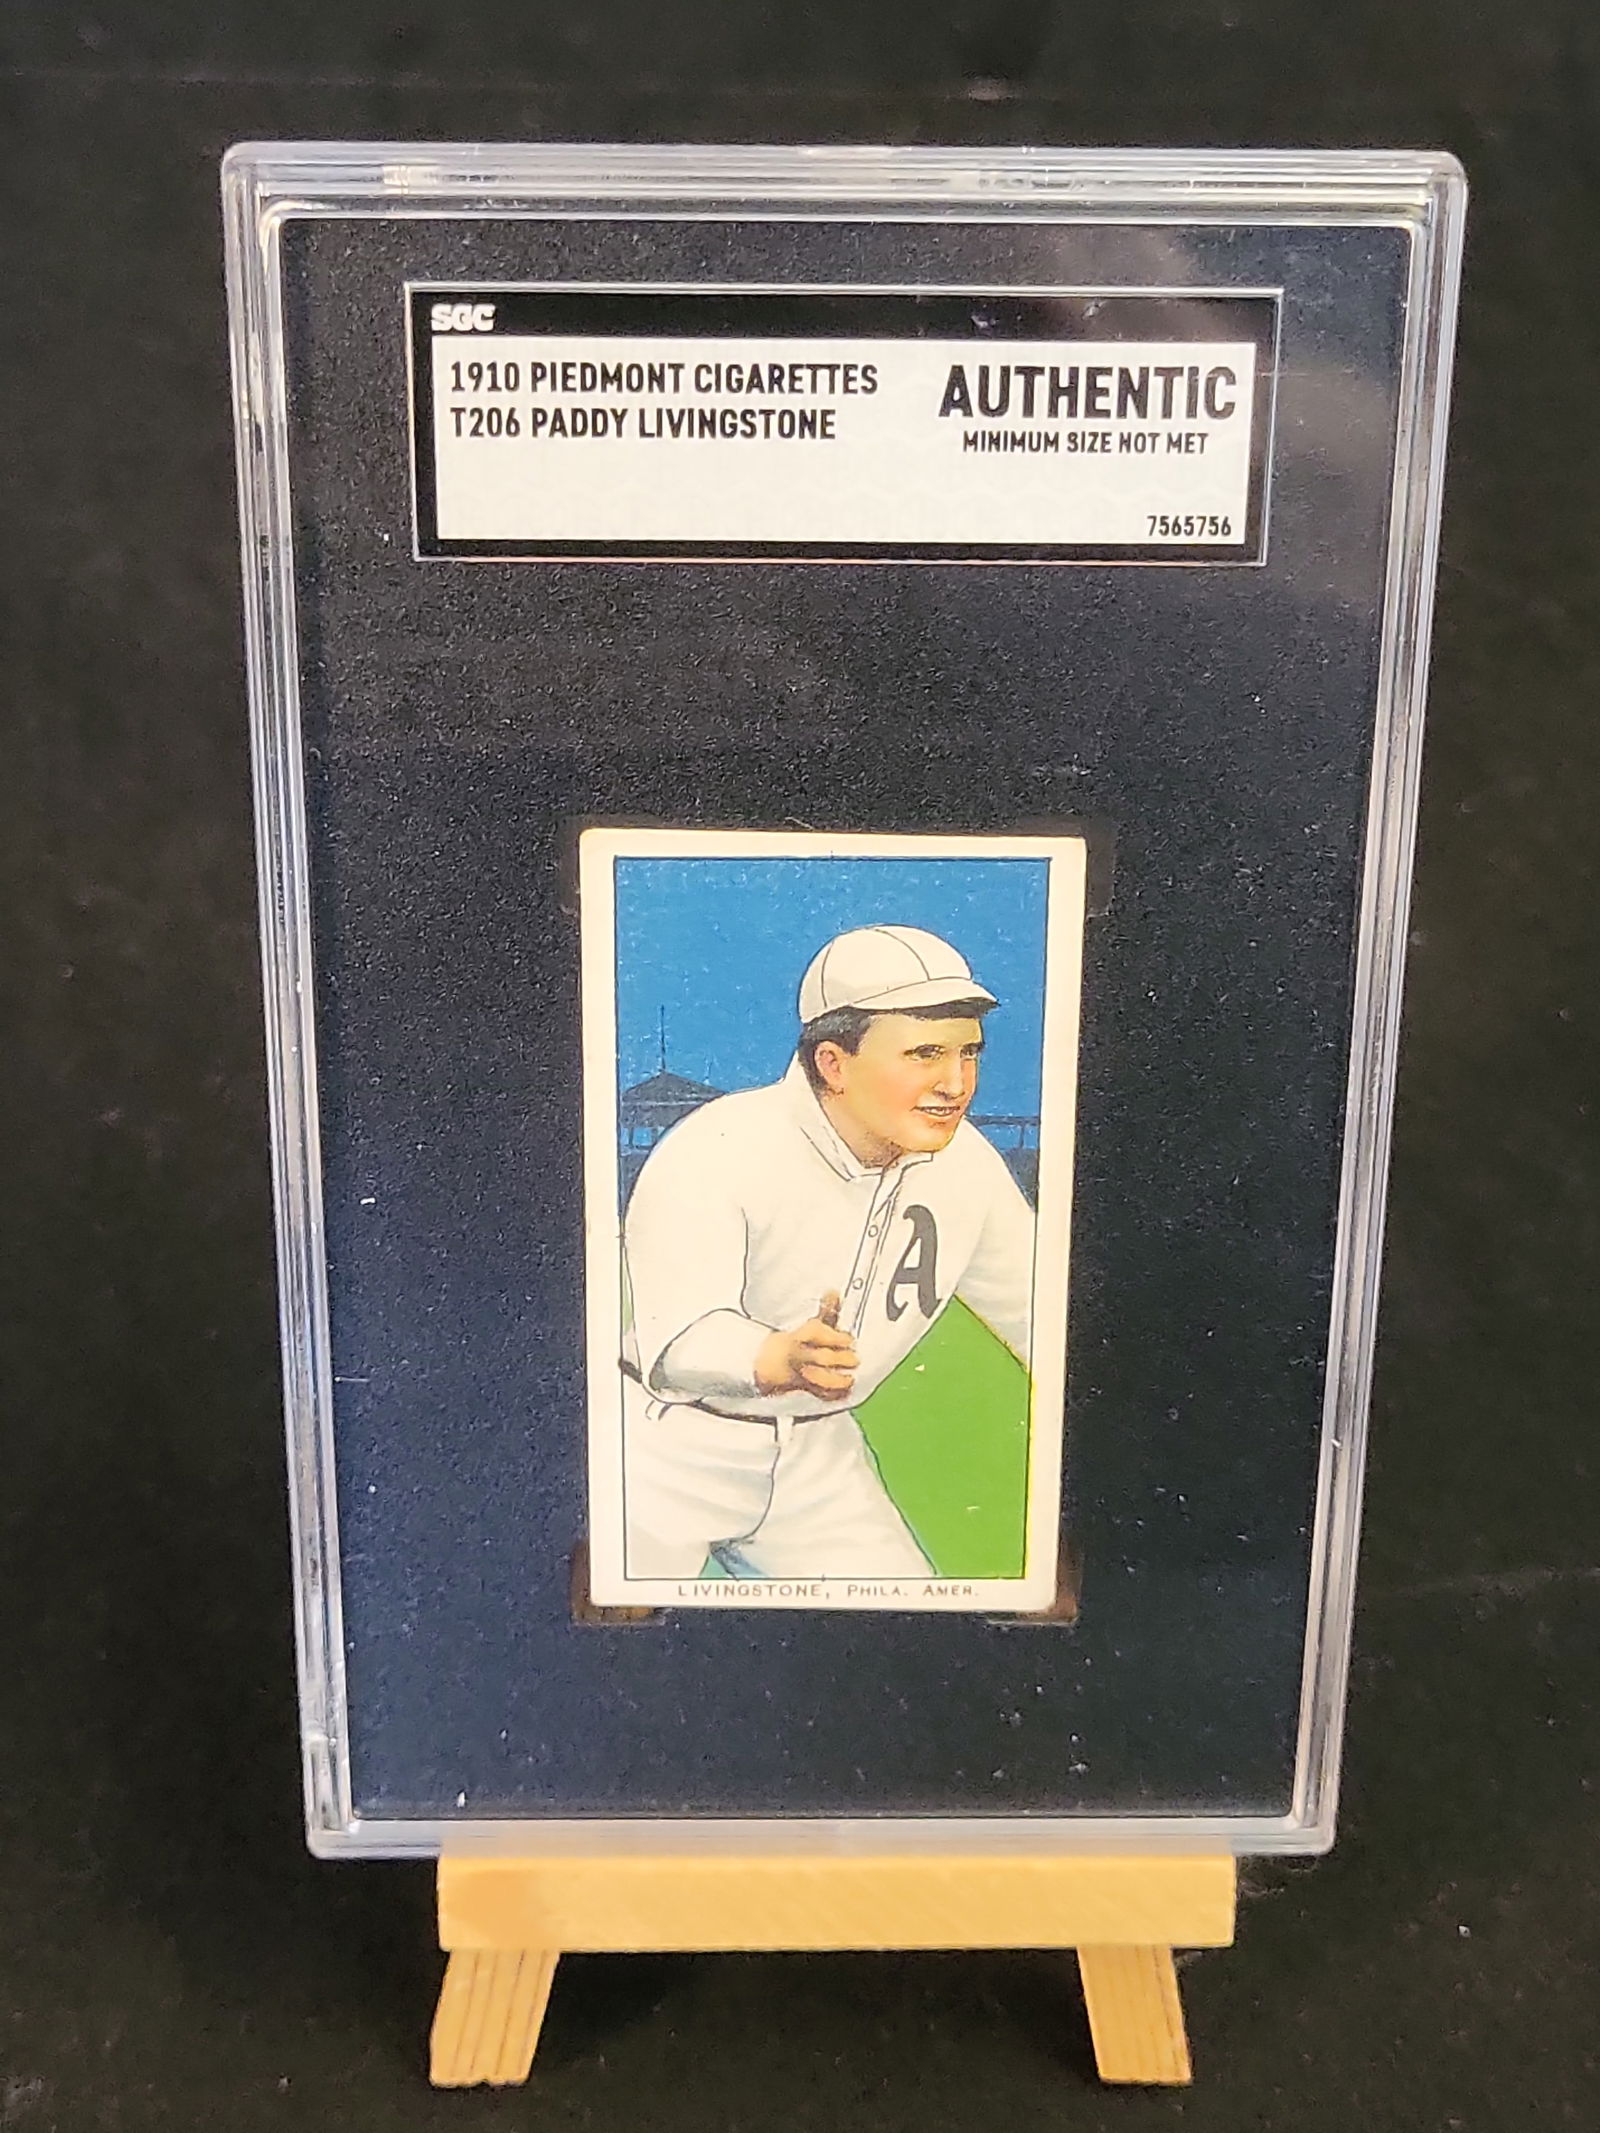 SGC
1910 PIEDMONT CIGARETTES
T206 PADDY LIVINGSTONE
AUTHENTIC
MINIMUM SIZE NOT MET
7565756
A
LIVINGSTONE, PHILA. AMER.